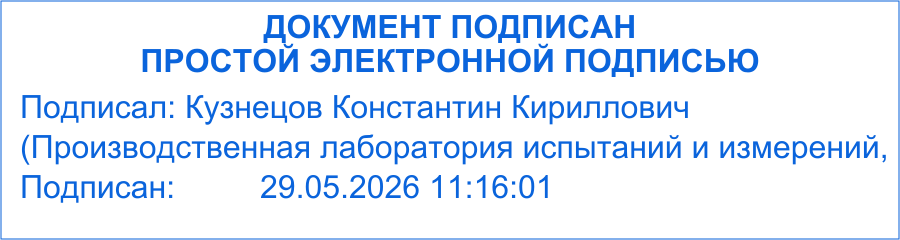 ДОКУМЕНТ ПОДПИСАН
ПРОСТОЙ ЭЛЕКТРОННОЙ ПОДПИСЬЮ
Подписал: Кузнецов Константин Кириллович
(Производственная лаборатория испытаний и измерений,
Подписан: 29.05.2026 11:16:01